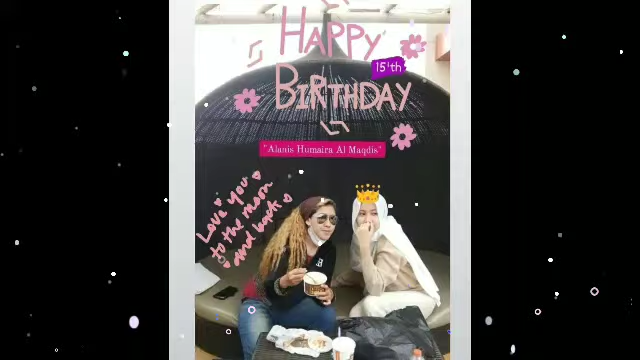 HAPPY
15'th
BIRTHDAY
"Alanis Humaira Al Maqdis"
Love you
to the moon
and back